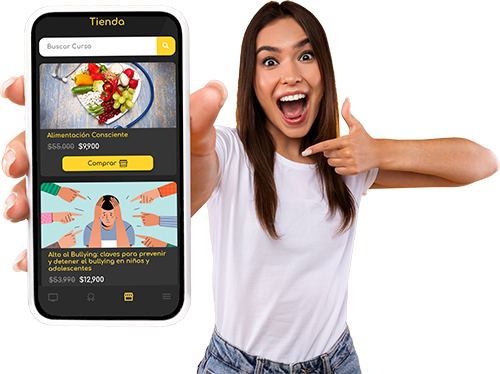 Tienda
Buscar Curso
Alimentación Consciente
$55.000 $9,900
Comprar
Alto al Bullying: claves para prevenir
y detener el bullying en niños y
adolescentes
$53.990 $12,900